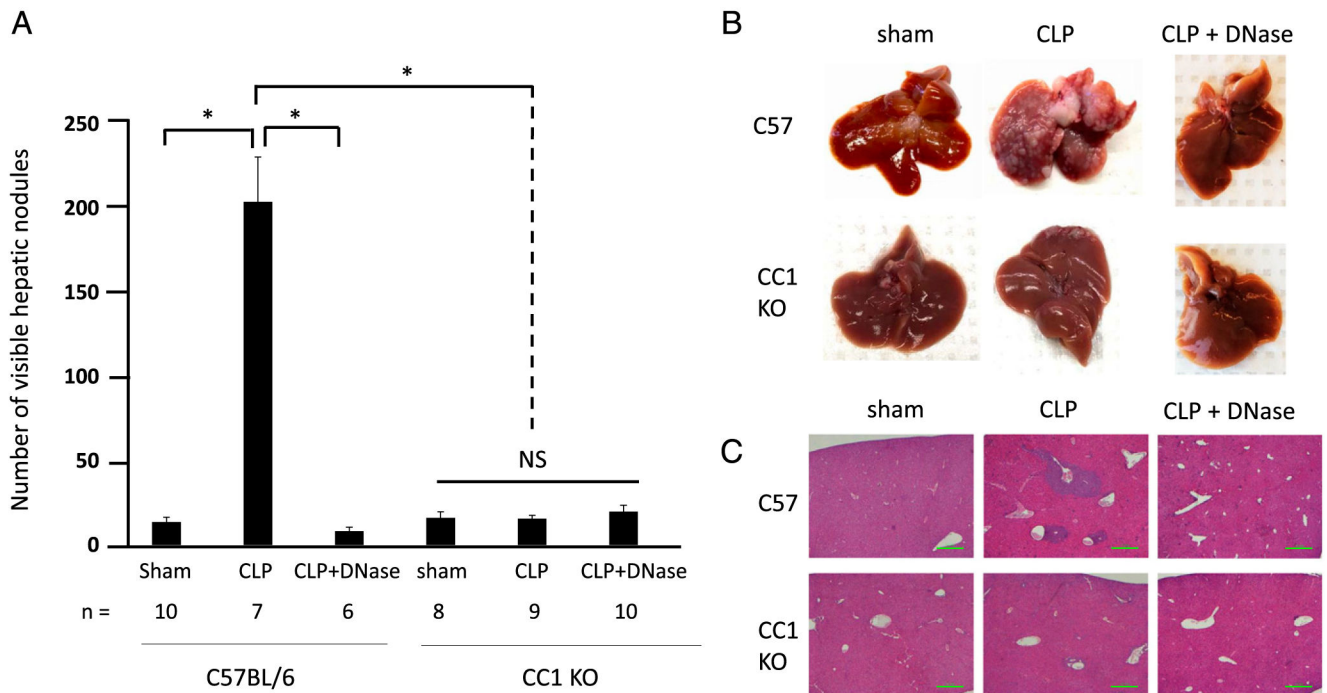 A
Number of visible hepatic nodules
250
200
150
100
50
0
*
*
*
NS
Sham CLP CLP+DNase sham CLP CLP+DNase
n = 10 7 6 8 9 10
C57BL/6 CC1 KO
B
sham CLP CLP + DNase
C57
CC1
KO
C
sham CLP CLP + DNase
C57
CC1
KO